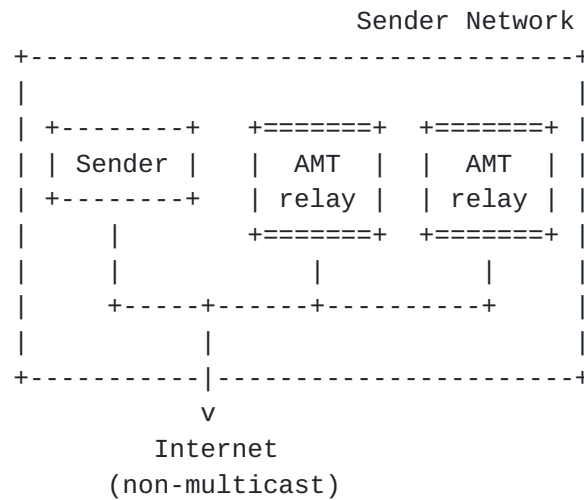 Sender Network
Sender AMT AMT
relay relay
Internet
(non-multicast)